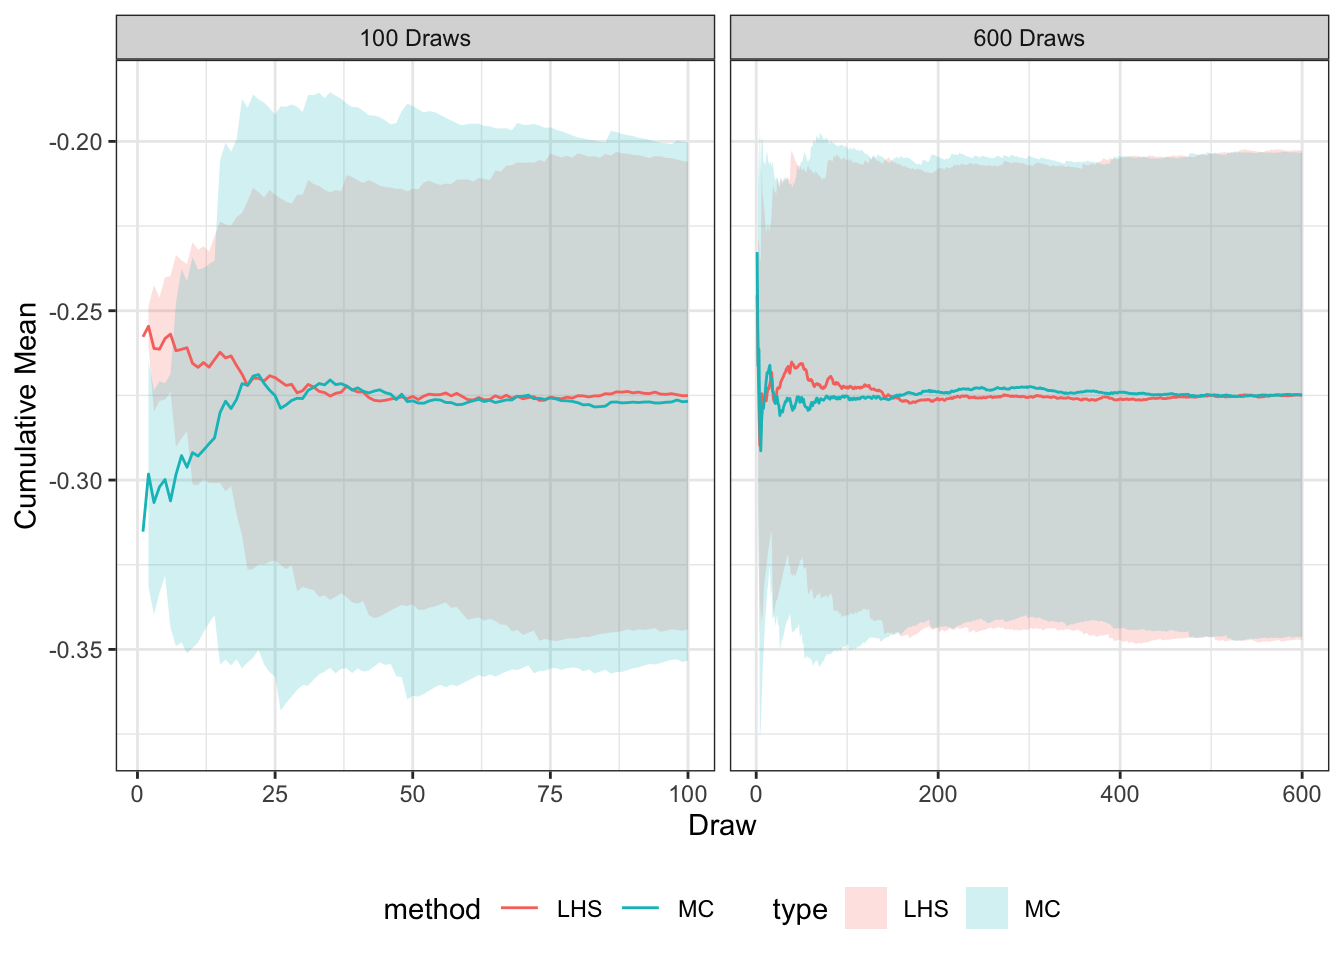 100 Draws
600 Draws
Cumulative Mean
-0.20
-0.25
-0.30
-0.35
0 25 50 75 100
0 200 400 600
Draw
method LHS MC type LHS MC